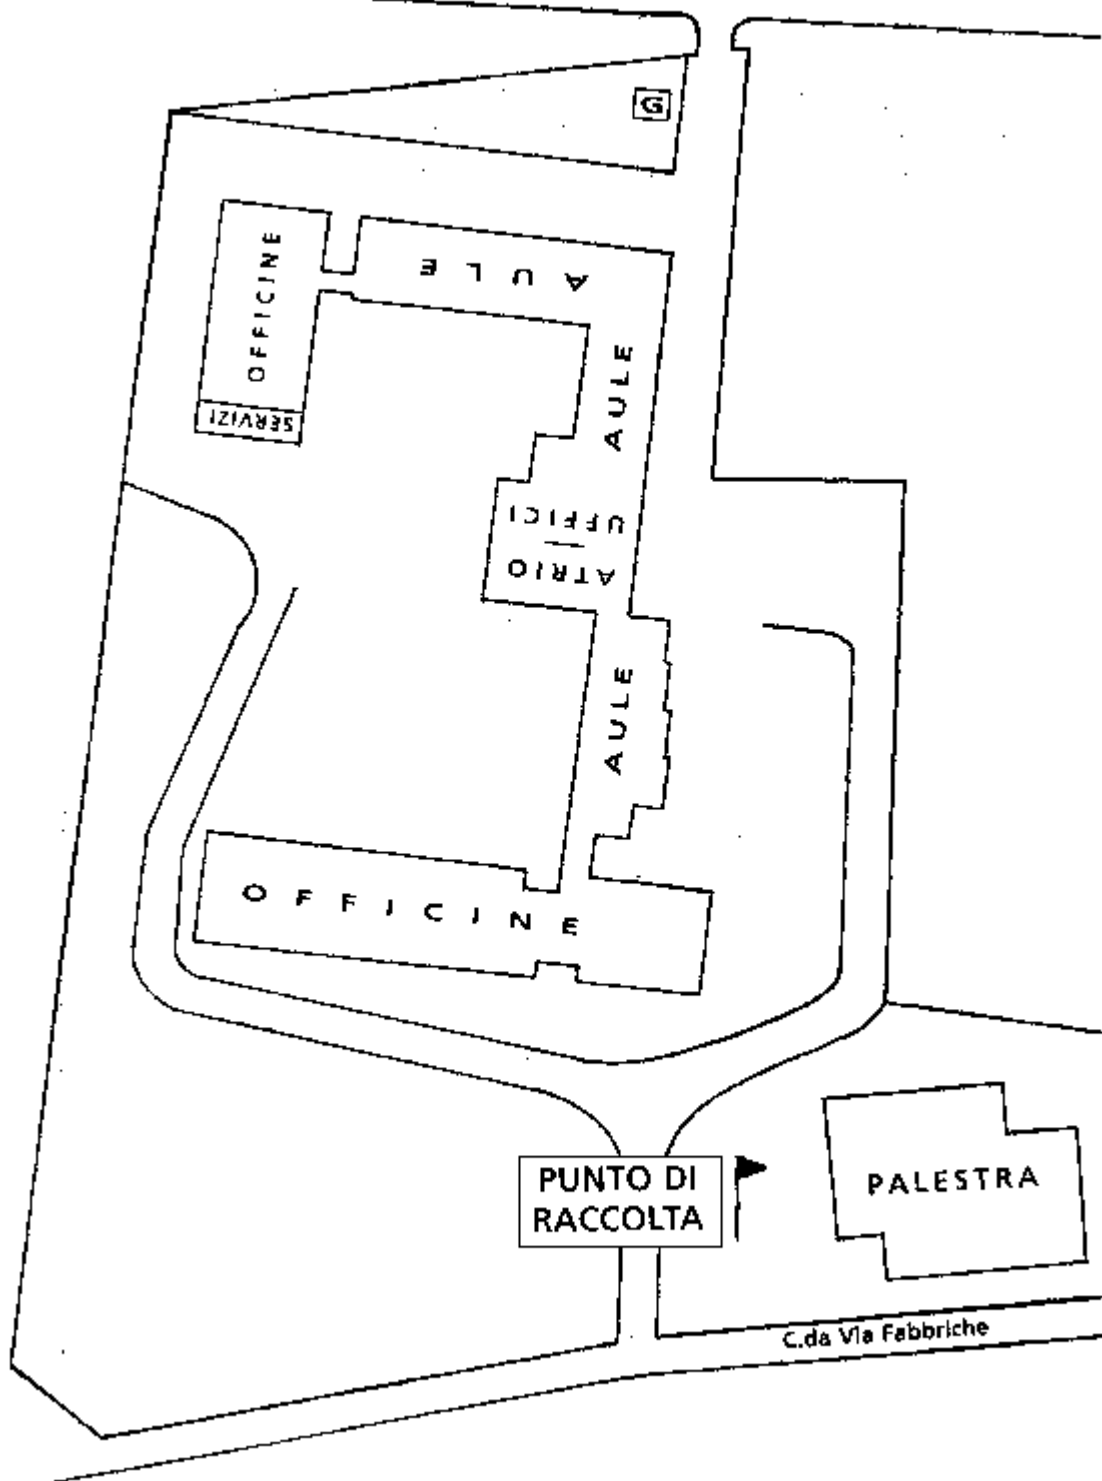 G
OFFICINE
AULE
SERVIZI
AULE
UFFICI
ATRIO
AULE
OFFICINE
PUNTO DI
RACCOLTA
PALESTRA
C.da Via Fabbriche